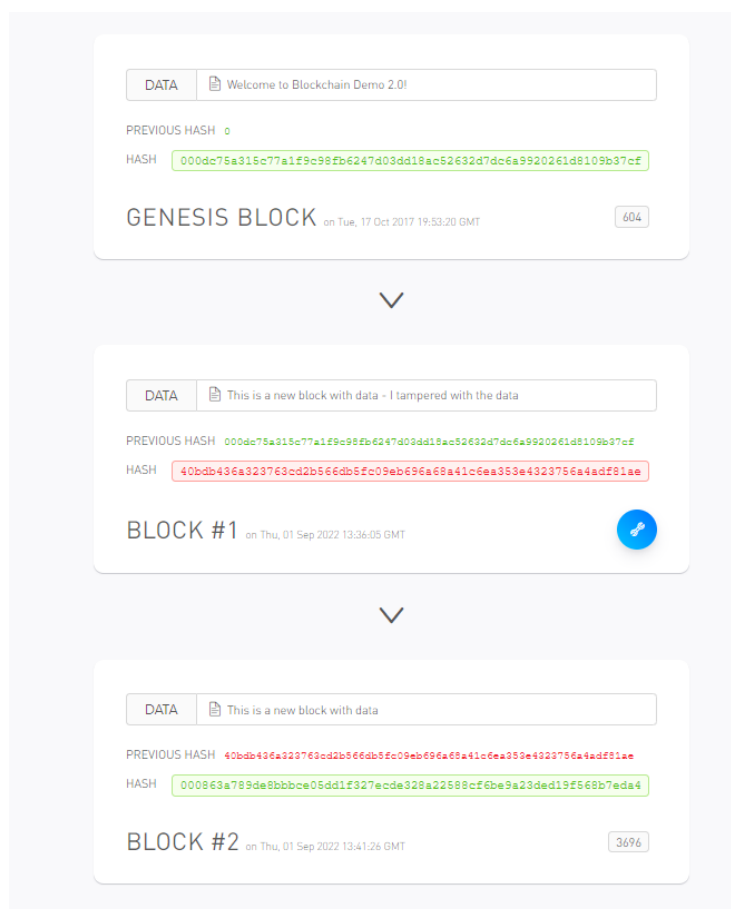 DATA Welcome to Blockchain Demo 2.0!
PREVIOUS HASH 0
HASH 000dc75a315c77a1f9c98fb6247d03dd18ac52632d7dc6a9920261d8109b37cf
GENESIS BLOCK on Tue, 17 Oct 2017 19:53:20 GMT 604
DATA This is a new block with data - I tampered with the data
PREVIOUS HASH 000dc75a315c77a1f9c98fb6247d03dd18ac52632d7dc6a9920261d8109b37cf
HASH 40bdb436a323763cd2b566db5fc09eb696a68a41c6ea353e4323756a4adf81ae
BLOCK #1 on Thu, 01 Sep 2022 13:36:05 GMT
DATA This is a new block with data
PREVIOUS HASH 40bdb436a323763cd2b566db5fc09eb696a68a41c6ea353e4323756a4adf81ae
HASH 000863a789de8bbbce05dd1f327ecde328a22588cf6be9a23ded19f568b7eda4
BLOCK #2 on Thu, 01 Sep 2022 13:41:26 GMT 3696